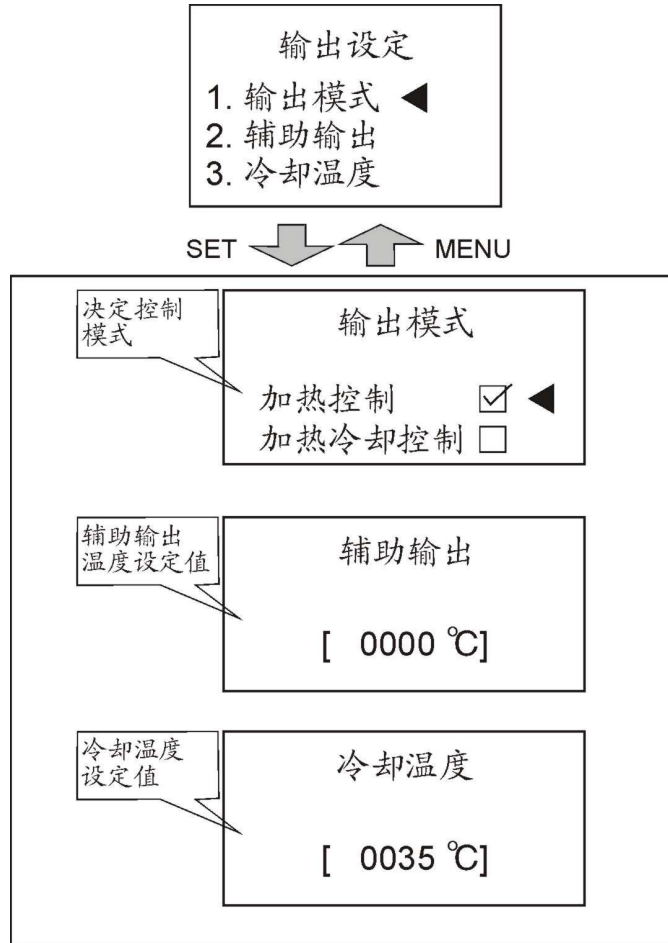 输出设定
1. 输出模式 ◀
2. 辅助输出
3. 冷却温度
SET
MENU
决定控制
模式
输出模式
加热控制 ☑ ◀
加热冷却控制 ☐
辅助输出
温度设定值
辅助输出
[ 0000 ℃]
冷却温度
设定值
冷却温度
[ 0035 ℃]